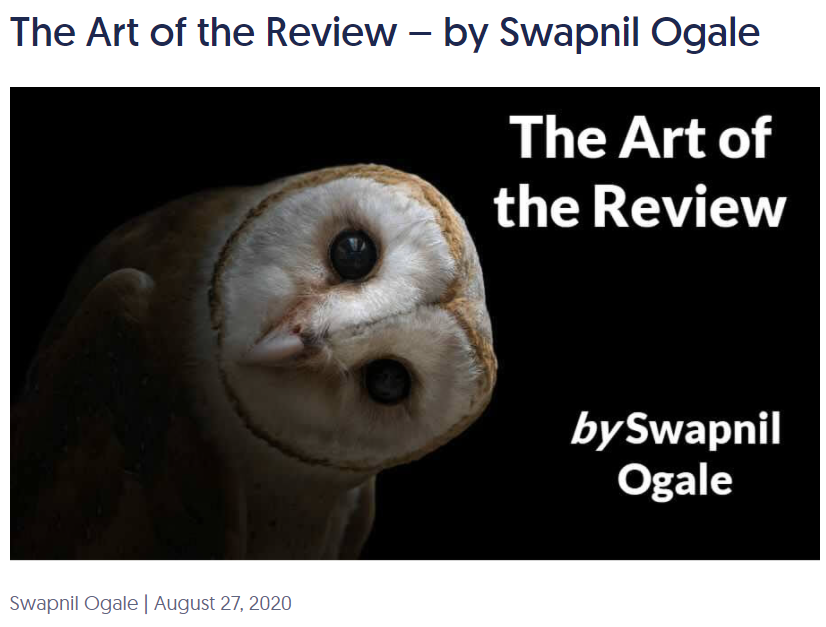 The Art of the Review – by Swapnil Ogale
The Art of
the Review
by Swapnil
Ogale
Swapnil Ogale | August 27, 2020